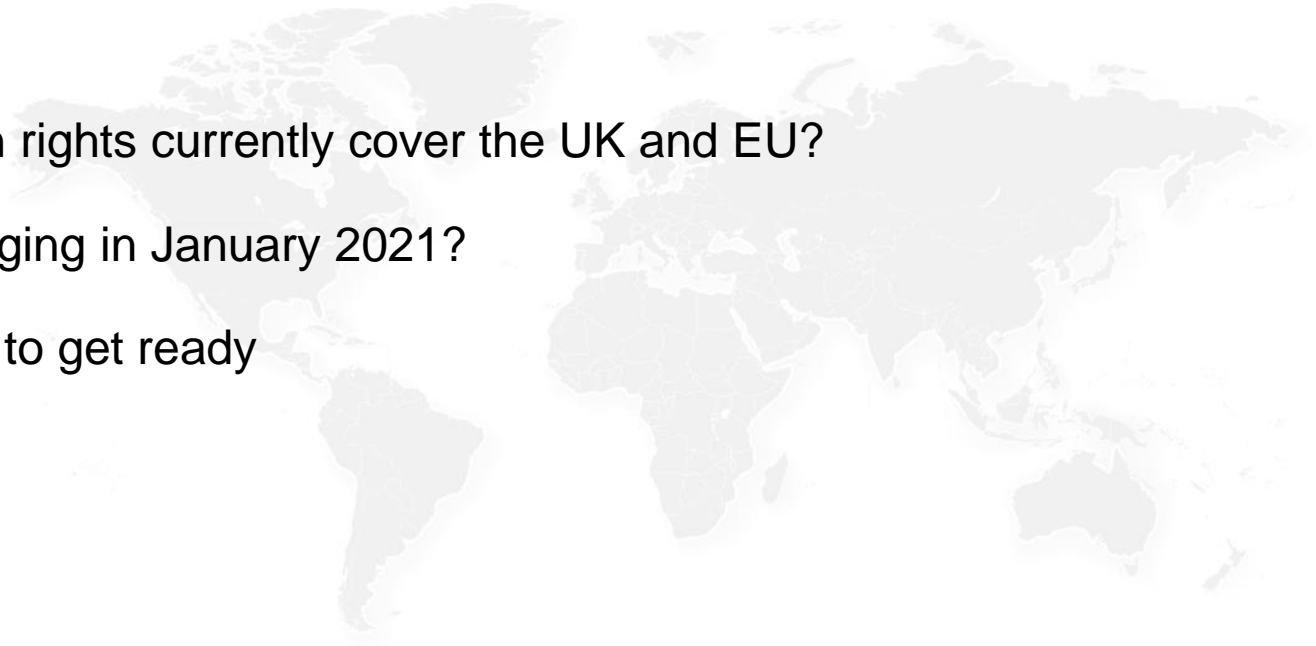 rights currently cover the UK and EU?
ging in January 2021?
to get ready